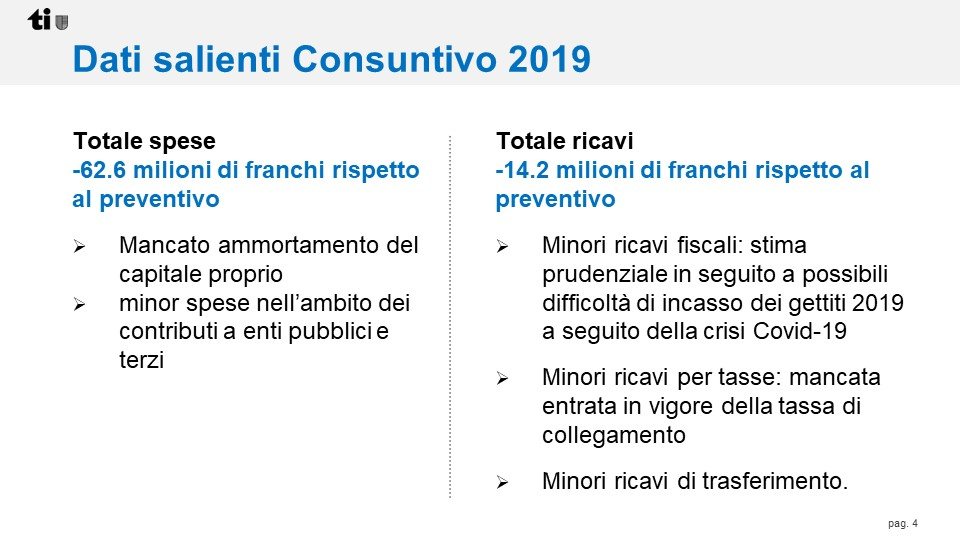 ti
Dati salienti Consuntivo 2019
Totale spese
-62.6 milioni di franchi rispetto
al preventivo
➢ Mancato ammortamento del
capitale proprio
➢ minor spese nell’ambito dei
contributi a enti pubblici e
terzi
Totale ricavi
-14.2 milioni di franchi rispetto al
preventivo
➢ Minori ricavi fiscali: stima
prudenziale in seguito a possibili
difficoltà di incasso dei gettiti 2019
a seguito della crisi Covid-19
➢ Minori ricavi per tasse: mancata
entrata in vigore della tassa di
collegamento
➢ Minori ricavi di trasferimento.
pag. 4